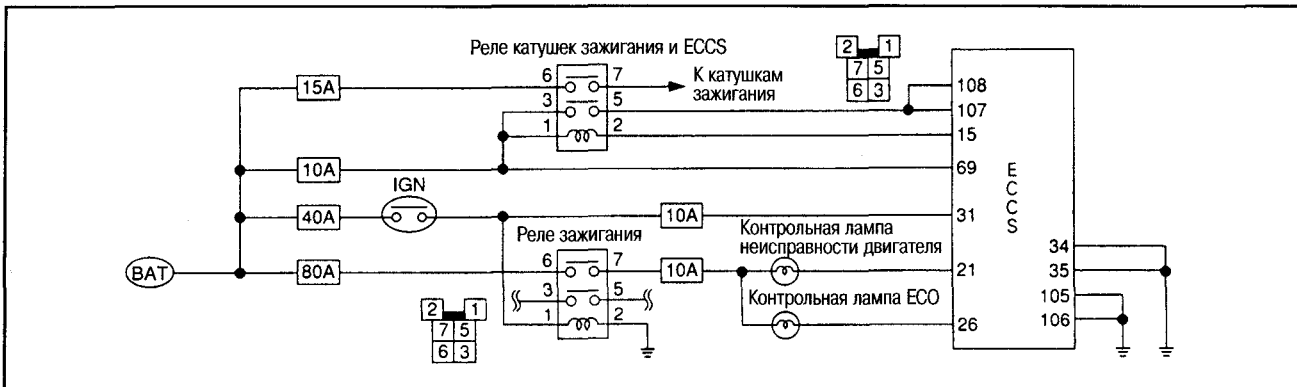 Реле катушек зажигания и ECCS
2 1
7 5
6 3
15A
6 7
К катушкам
зажигания
3 5
1 2
108
107
15
10A
69
IGN
40A
10A
31
ECCS
Реле зажигания
Контрольная лампа
неисправности двигателя
34
BAT
80A
6 7
10A
21
35
3 5
Контрольная лампа ECO
105
2 1
7 5
6 3
1 2
26
106